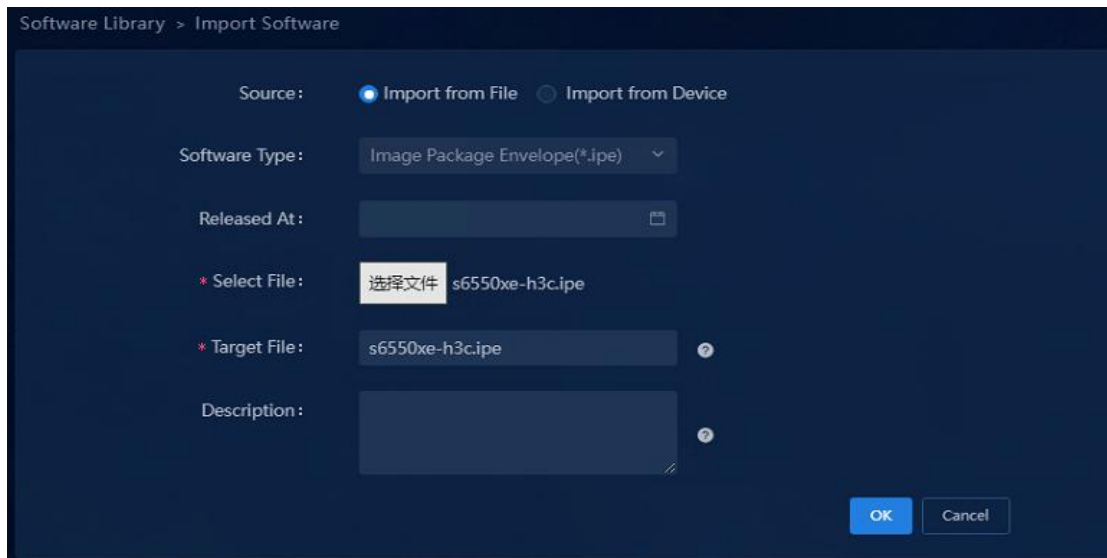 Software Library > Import Software
Source: Import from File Import from Device
Software Type: Image Package Envelope(*.ipe)
Released At:
* Select File: 选择文件 s6550xe-h3c.ipe
* Target File: s6550xe-h3c.ipe ?
Description: ?
OK Cancel